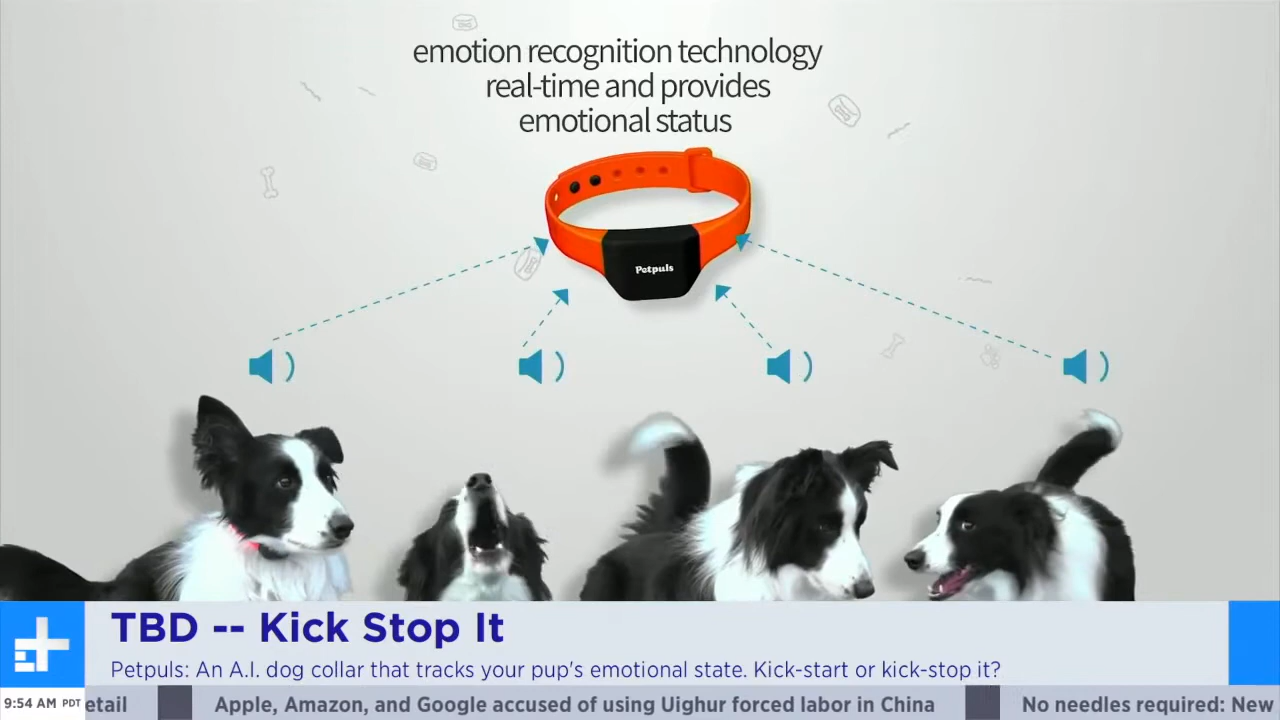 emotion recognition technology
real-time and provides
emotional status
Petpuls
TBD -- Kick Stop It
Petpuls: An A.I. dog collar that tracks your pup's emotional state. Kick-start or kick-stop it?
9:54 AM PDT etail Apple, Amazon, and Google accused of using Uighur forced labor in China No needles required: New